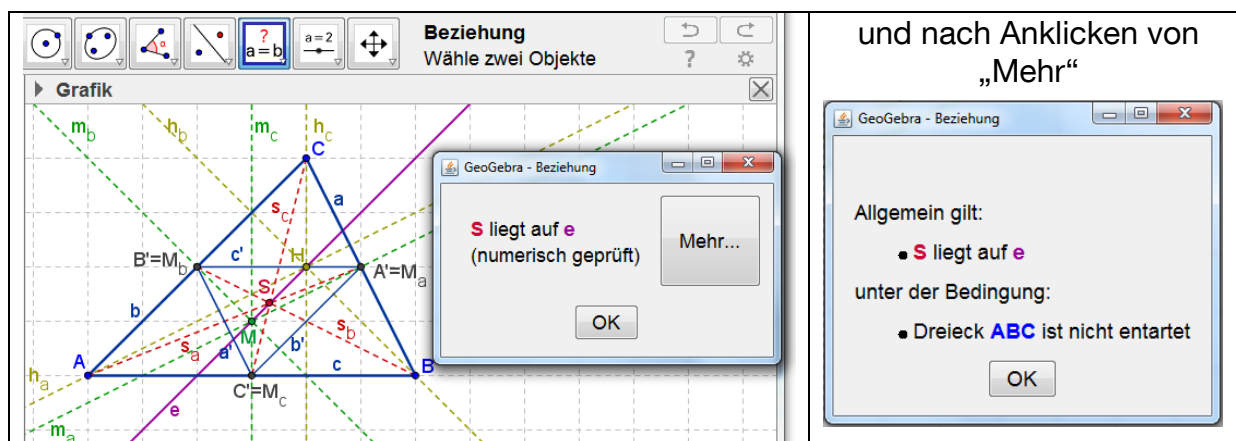 α
?
a=b
a=2
Beziehung
Wähle zwei Objekte
?
Grafik
m_b
h_b
m_c
h_c
C
a
s_c
c'
H
B'=M_b
A'=M_a
S
b
M
s_b
s_a
a'
b'
A
c
B
h_a
C'=M_c
e
m_a
GeoGebra - Beziehung
S liegt auf e
(numerisch geprüft)
Mehr...
OK
und nach Anklicken von
„Mehr“
GeoGebra - Beziehung
Allgemein gilt:
• S liegt auf e
unter der Bedingung:
• Dreieck ABC ist nicht entartet
OK